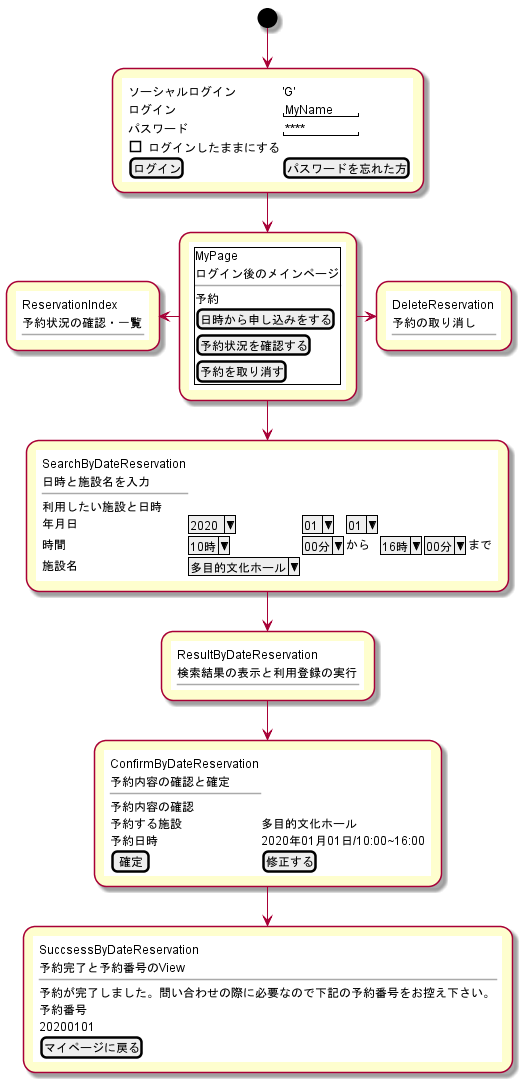 ソーシャルログイン 'G'
ログイン MyName
パスワード ****
ログインしたままにする
ログイン パスワードを忘れた方
MyPage
ログイン後のメインページ
予約
日時から申し込みをする
予約状況を確認する
予約を取り消す
ReservationIndex
予約状況の確認・一覧
DeleteReservation
予約の取り消し
SearchByDateReservation
日時と施設名を入力
利用したい施設と日時
年月日 2020 01 01
時間 10時 00分 から 16時 00分 まで
施設名 多目的文化ホール
ResultByDateReservation
検索結果の表示と利用登録の実行
ConfirmByDateReservation
予約内容の確認と確定
予約内容の確認
予約する施設 多目的文化ホール
予約日時 2020年01月01日/10:00~16:00
確定 修正する
SuccsessByDateReservation
予約完了と予約番号のView
予約が完了しました。問い合わせの際に必要なので下記の予約番号をお控え下さい。
予約番号
20200101
マイページに戻る